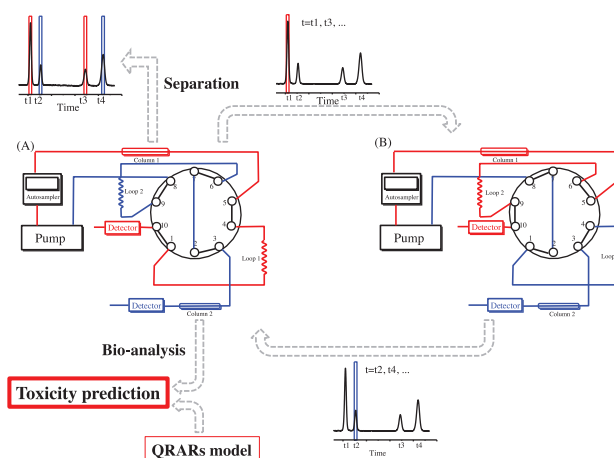 t1 t2 t3 t4
Time
Separation
t=t1, t3, ...
t1 t2 t3 t4
Time
(A)
Column 1
Autosampler
Pump
Loop 2
Detector
8
6
9
5
10
4
1
2
3
Loop 1
Detector
Column 2
(B)
Column 1
Autosampler
Pump
Loop 2
Detector
8
6
9
5
10
4
1
2
3
Detector
Column 2
Bio-analysis
Toxicity prediction
QRARs model
t=t2, t4, ...
t1 t2 t3 t4
Time